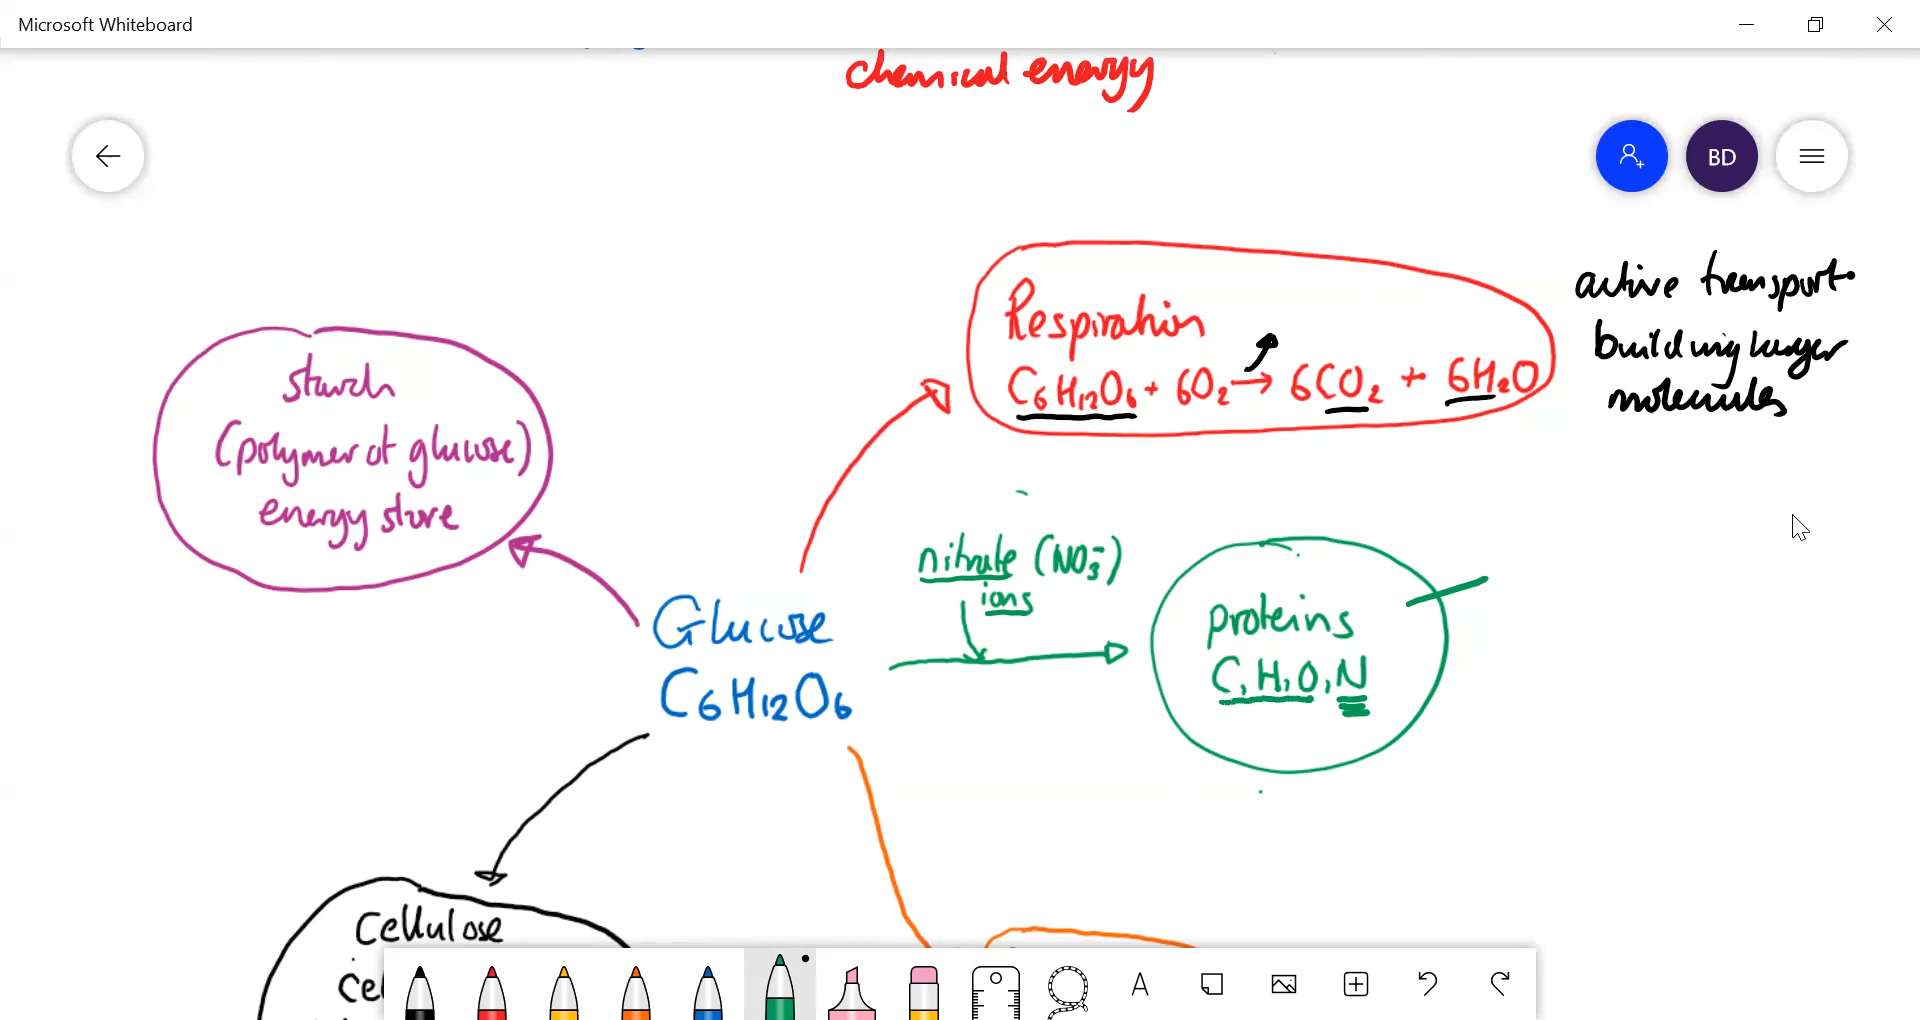 Microsoft Whiteboard
chemical energy
BD
active transport
building larger
molecules
Respiration
C₆H₁₂O₆ + 6O₂ → 6CO₂ + 6H₂O
starch
(polymer of glucose)
energy store
nitrate (NO₃⁻)
ions
proteins
C, H, O, N
Glucose
C₆H₁₂O₆
Cellulose